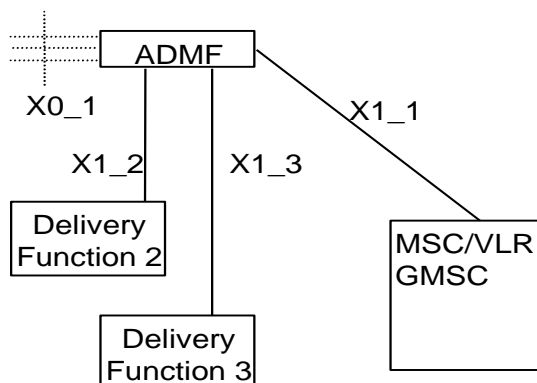 ADMF
X0_1
X1_1
X1_2
X1_3
Delivery
Function 2
MSC/VLR
GMSC
Delivery
Function 3